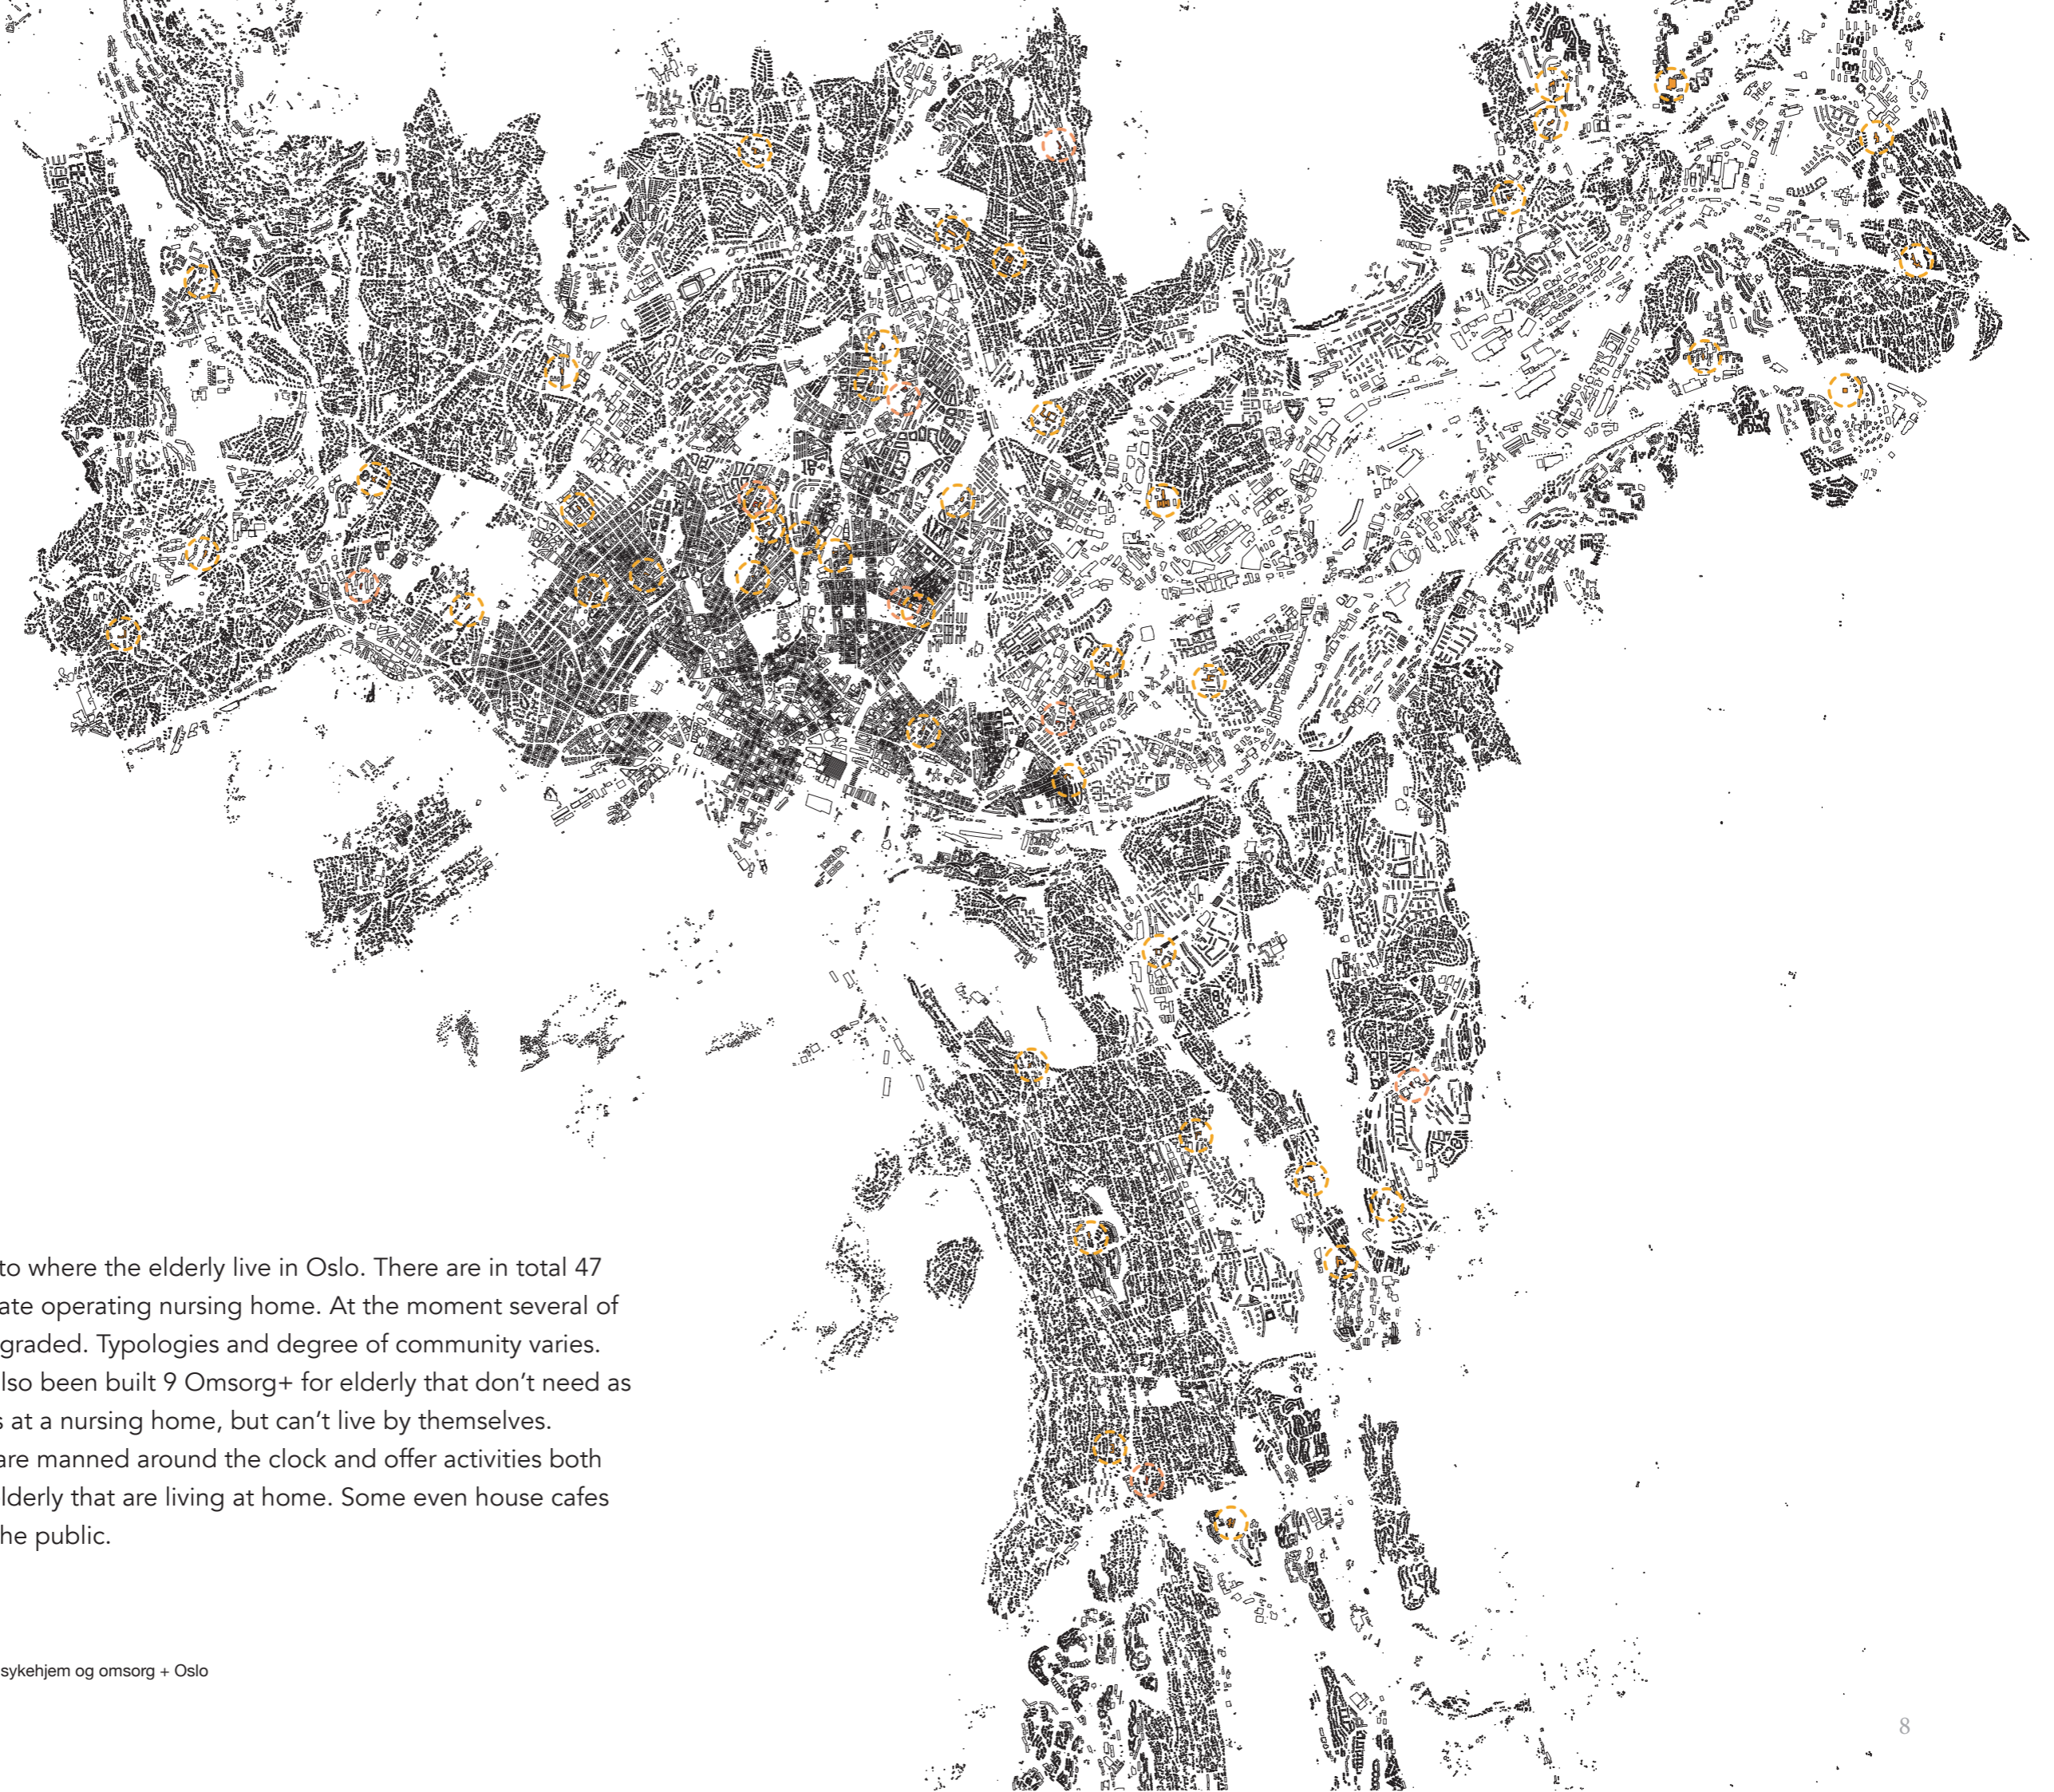 to where the elderly live in Oslo. There are in total 47
ate operating nursing home. At the moment several of
graded. Typologies and degree of community varies.
lso been built 9 Omsorg+ for elderly that don’t need as
s at a nursing home, but can’t live by themselves.
are manned around the clock and offer activities both
lderly that are living at home. Some even house cafes
he public.
sykehjem og omsorg + Oslo
8